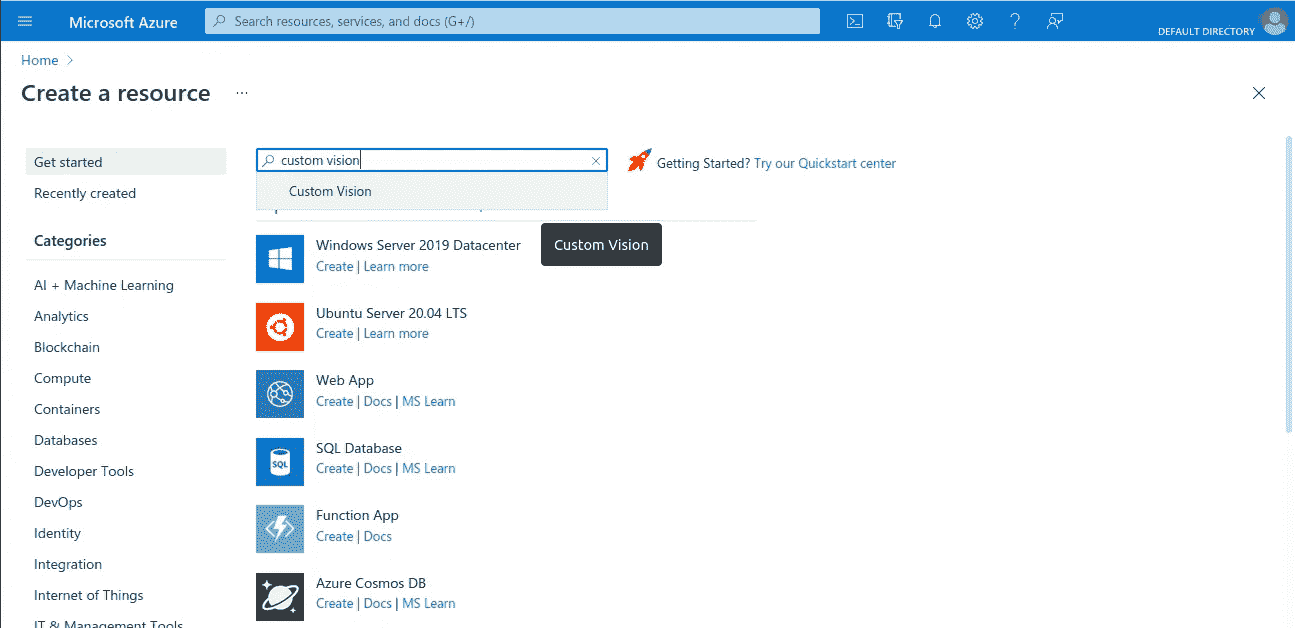 Microsoft Azure
Search resources, services, and docs (G+/)
DEFAULT DIRECTORY
Home >
Create a resource ...
Get started
Recently created
Categories
AI + Machine Learning
Analytics
Blockchain
Compute
Containers
Databases
Developer Tools
DevOps
Identity
Integration
Internet of Things
IT & Management Tools
custom vision
Custom Vision
Getting Started? Try our Quickstart center
Custom Vision
Windows Server 2019 Datacenter
Create | Learn more
Ubuntu Server 20.04 LTS
Create | Learn more
Web App
Create | Docs | MS Learn
SQL
SQL Database
Create | Docs | MS Learn
Function App
Create | Docs
Azure Cosmos DB
Create | Docs | MS Learn